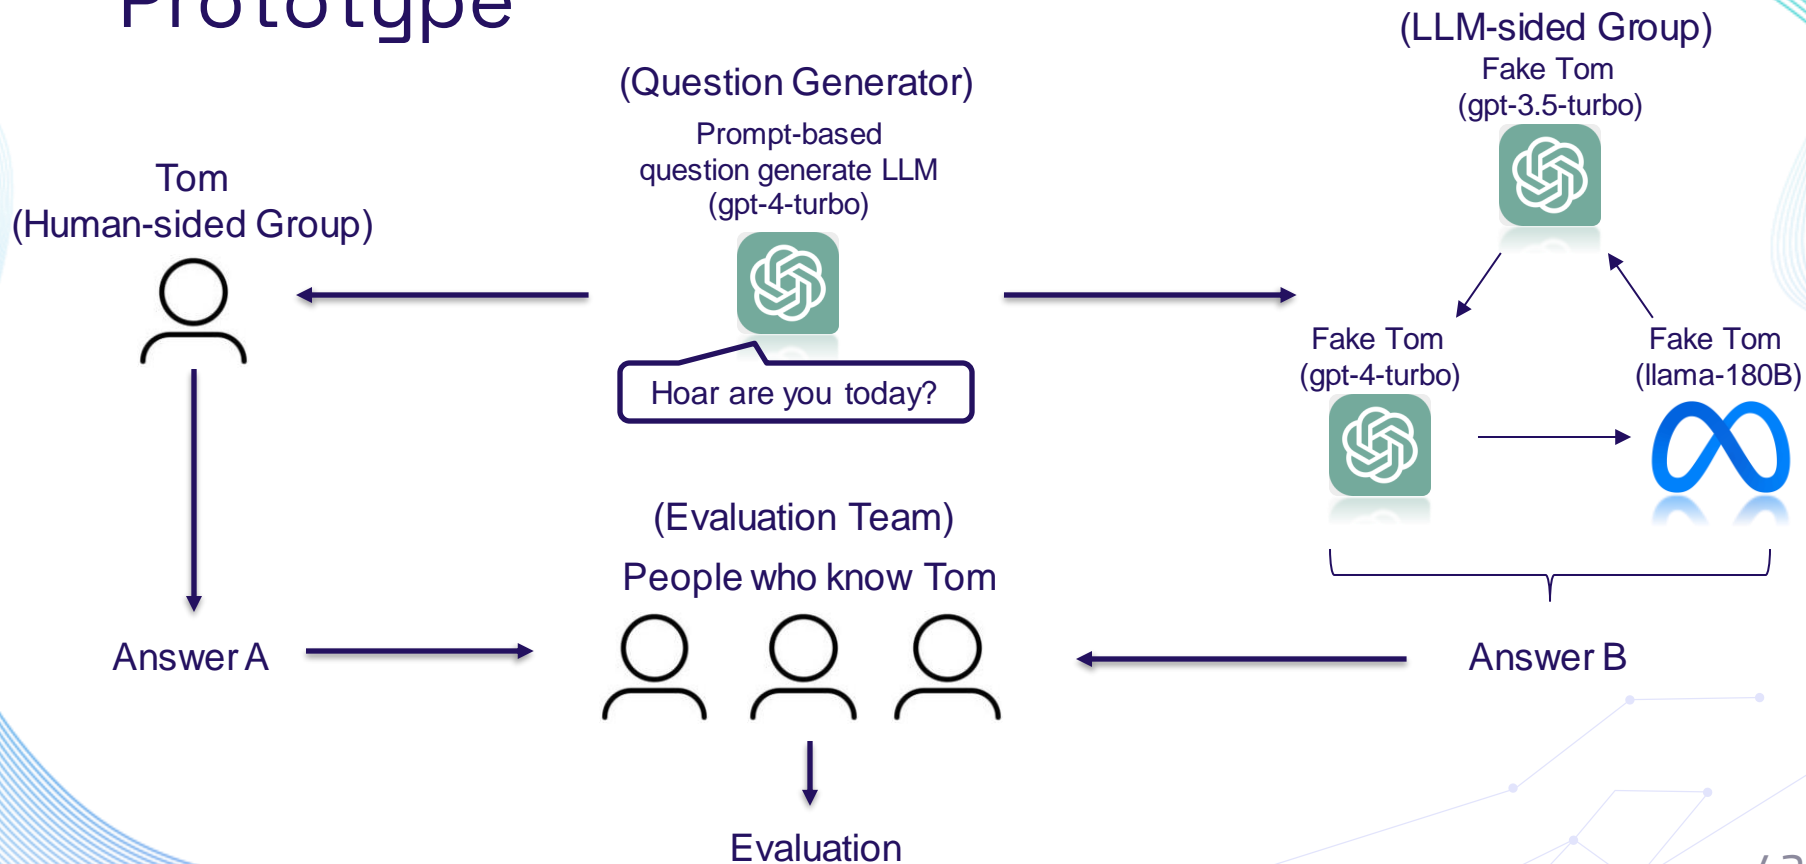 Prototype
(LLM-sided Group)
Fake Tom
(gpt-3.5-turbo)
(Question Generator)
Prompt-based
question generate LLM
(gpt-4-turbo)
Tom
(Human-sided Group)
Hoar are you today?
Fake Tom
(gpt-4-turbo)
Fake Tom
(llama-180B)
(Evaluation Team)
People who know Tom
Answer A
Answer B
Evaluation